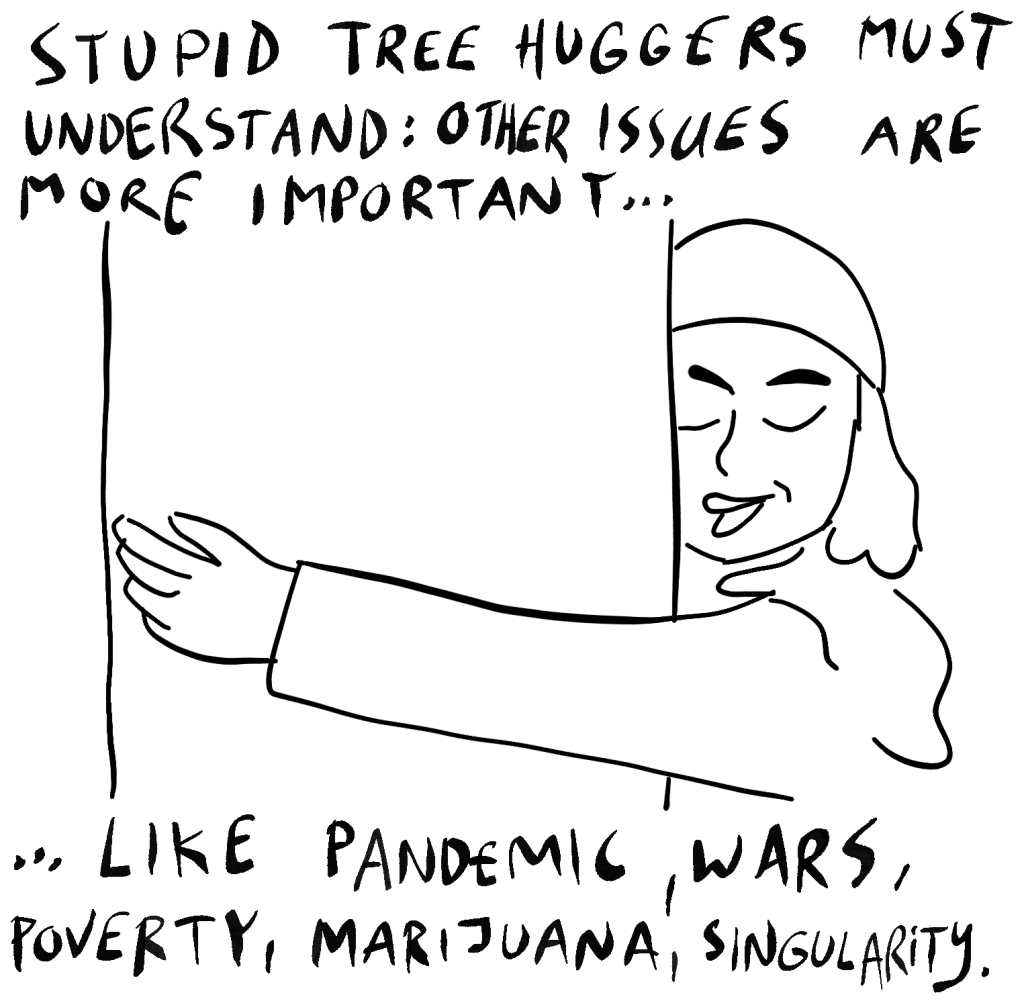 STUPID TREE HUGGERS MUST
UNDERSTAND: OTHER ISSUES ARE
MORE IMPORTANT...
...LIKE PANDEMIC, WARS,
POVERTY, MARIJUANA, SINGULARITY.